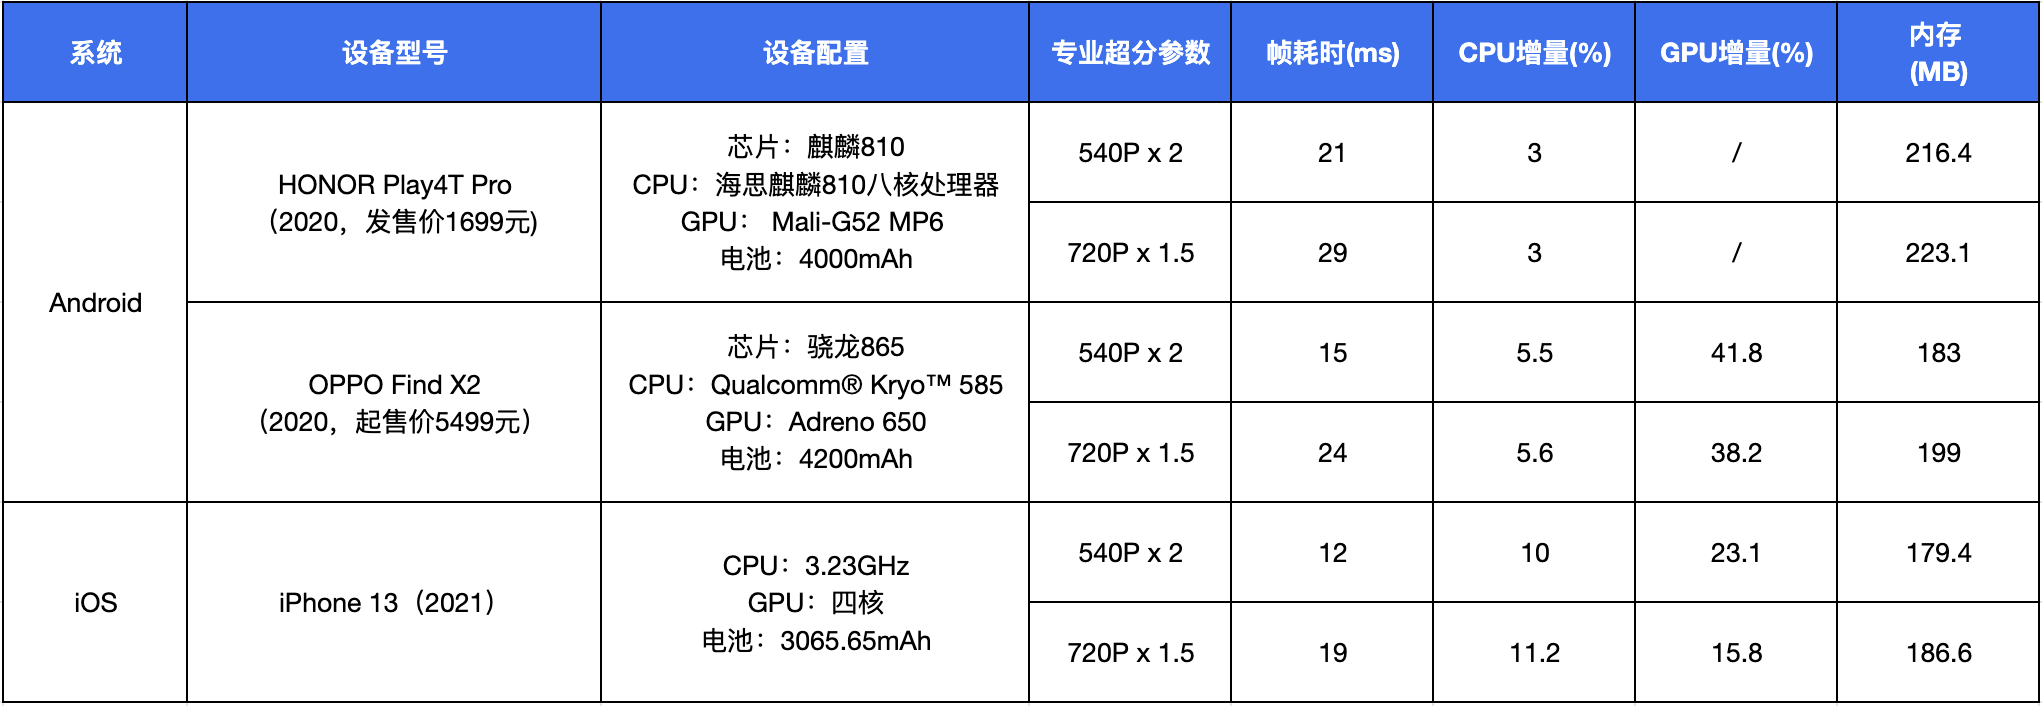 系统
设备型号
设备配置
专业超分参数
帧耗时(ms)
CPU增量(%)
GPU增量(%)
内存
(MB)
Android
HONOR Play4T Pro
（2020，发售价1699元)
芯片：麒麟810
CPU：海思麒麟810八核处理器
GPU： Mali-G52 MP6
电池：4000mAh
540P x 2
21
3
/
216.4
720P x 1.5
29
3
/
223.1
OPPO Find X2
（2020，起售价5499元）
芯片：骁龙865
CPU：Qualcomm® Kryo™ 585
GPU：Adreno 650
电池：4200mAh
540P x 2
15
5.5
41.8
183
720P x 1.5
24
5.6
38.2
199
iOS
iPhone 13（2021）
CPU：3.23GHz
GPU：四核
电池：3065.65mAh
540P x 2
12
10
23.1
179.4
720P x 1.5
19
11.2
15.8
186.6